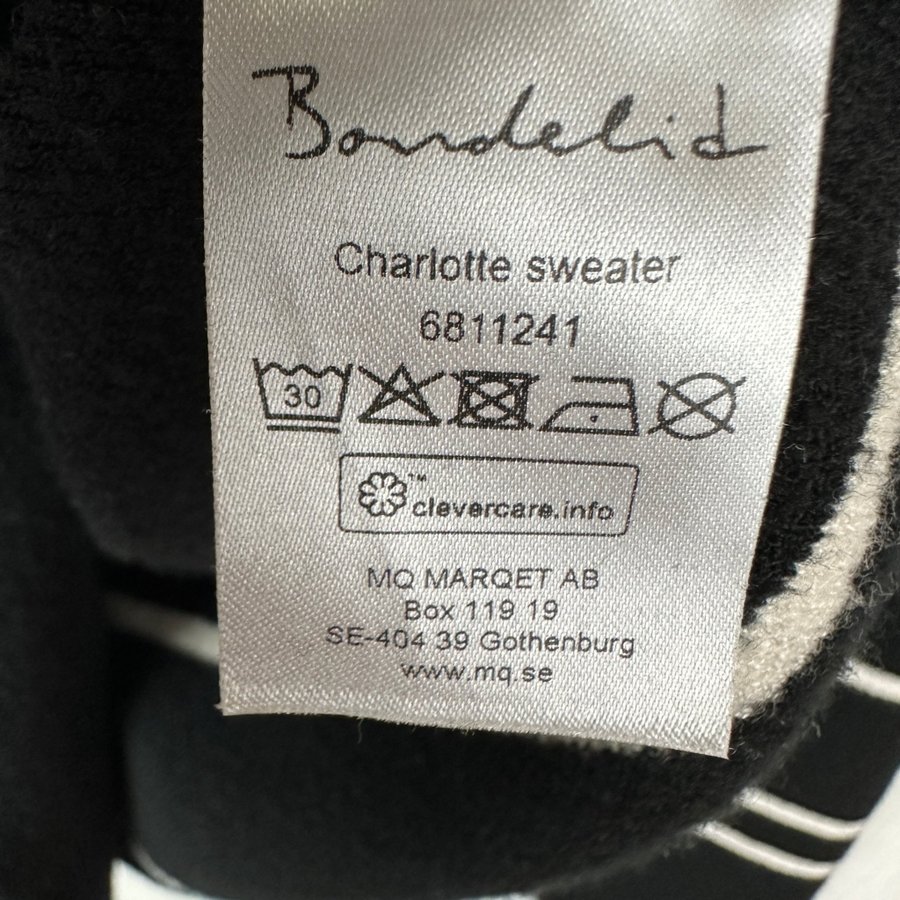 Bondelid
Charlotte sweater
6811241
30
™
clevercare.info
MQ MARQET AB
Box 119 19
SE-404 39 Gothenburg
www.mq.se